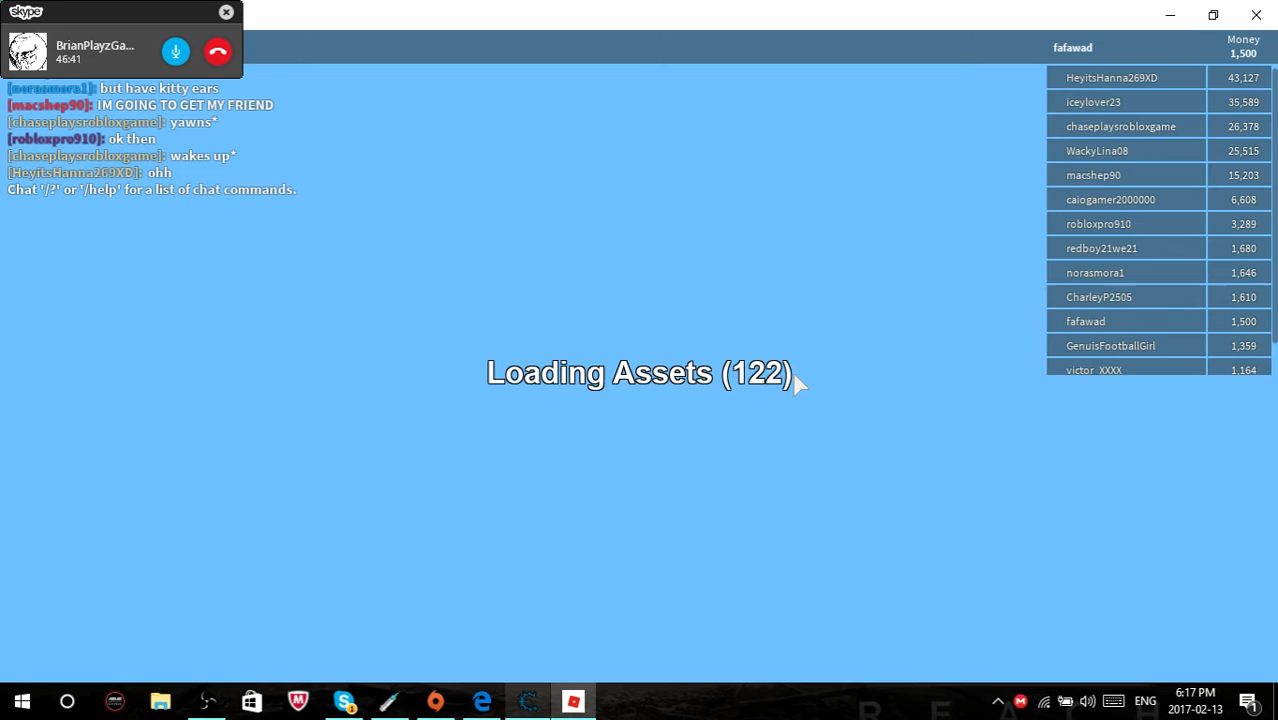 skype
BrianPlayzGa...
46:41
[norasmora1]: but have kitty ears
[macshep90]: IM GOING TO GET MY FRIEND
[chaseplaysrobloxgame]: yawns*
[robloxpro910]: ok then
[chaseplaysrobloxgame]: wakes up*
[HeyitsHanna269XD]: ohh
Chat '/?' or '/help' for a list of chat commands.
fafawad Money 1,500
HeyitsHanna269XD 43,127
iceylover23 35,589
chaseplaysrobloxgame 26,378
WackyLina08 25,515
macshep90 15,203
caiogamer2000000 6,608
robloxpro910 3,289
redboy21we21 1,680
norasmora1 1,646
CharleyP2505 1,610
fafawad 1,500
GenuisFootballGirl 1,359
victor_XXXX 1,164
Loading Assets (122)
R E A C H
ENG
6:17 PM
2017-02-13